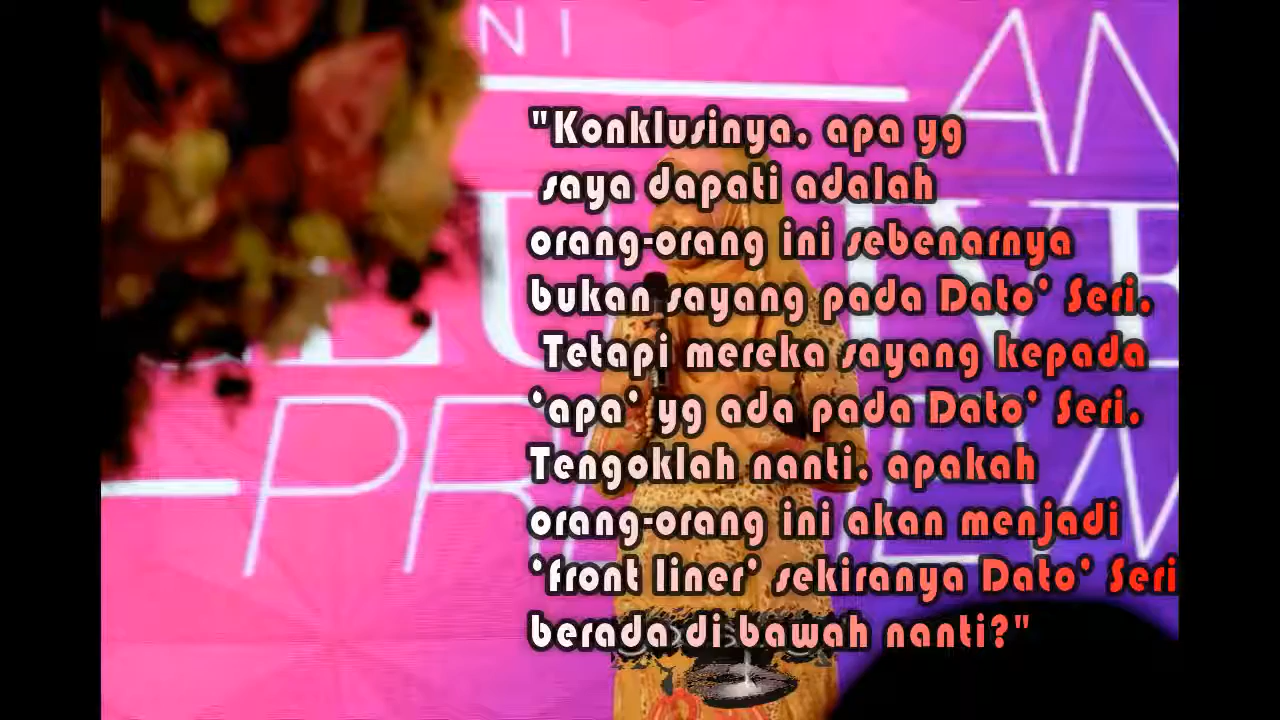 NI
AN
"Konklusinya, apa yg
saya dapati adalah
orang-orang ini sebenarnya
bukan sayang pada Dato' Seri.
Tetapi mereka sayang kepada
'apa' yg ada pada Dato' Seri.
Tengoklah nanti, apakah
orang-orang ini akan menjadi
'front liner' sekiranya Dato' Seri
berada di bawah nanti?"